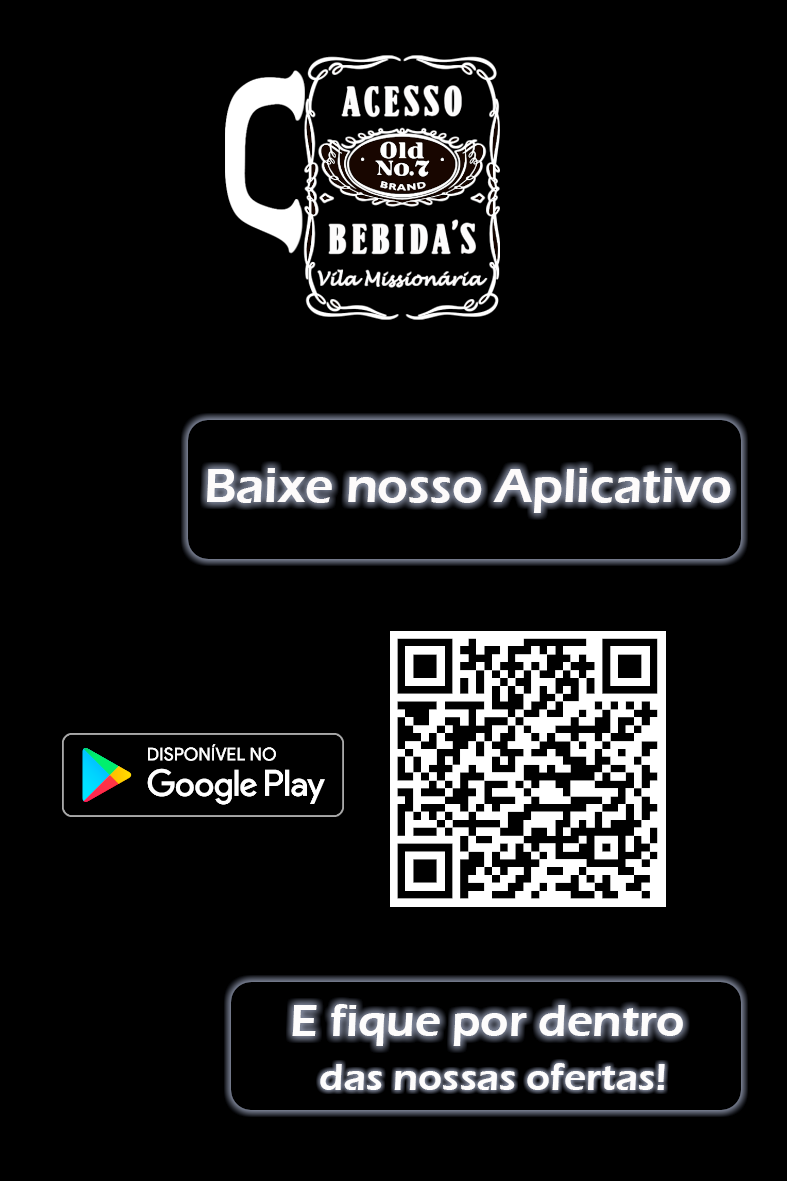 ACESSO
Old
No.7
BRAND
BEBIDA'S
Vila Missionária
Baixe nosso Aplicativo
DISPONÍVEL NO
Google Play
E fique por dentro
das nossas ofertas!